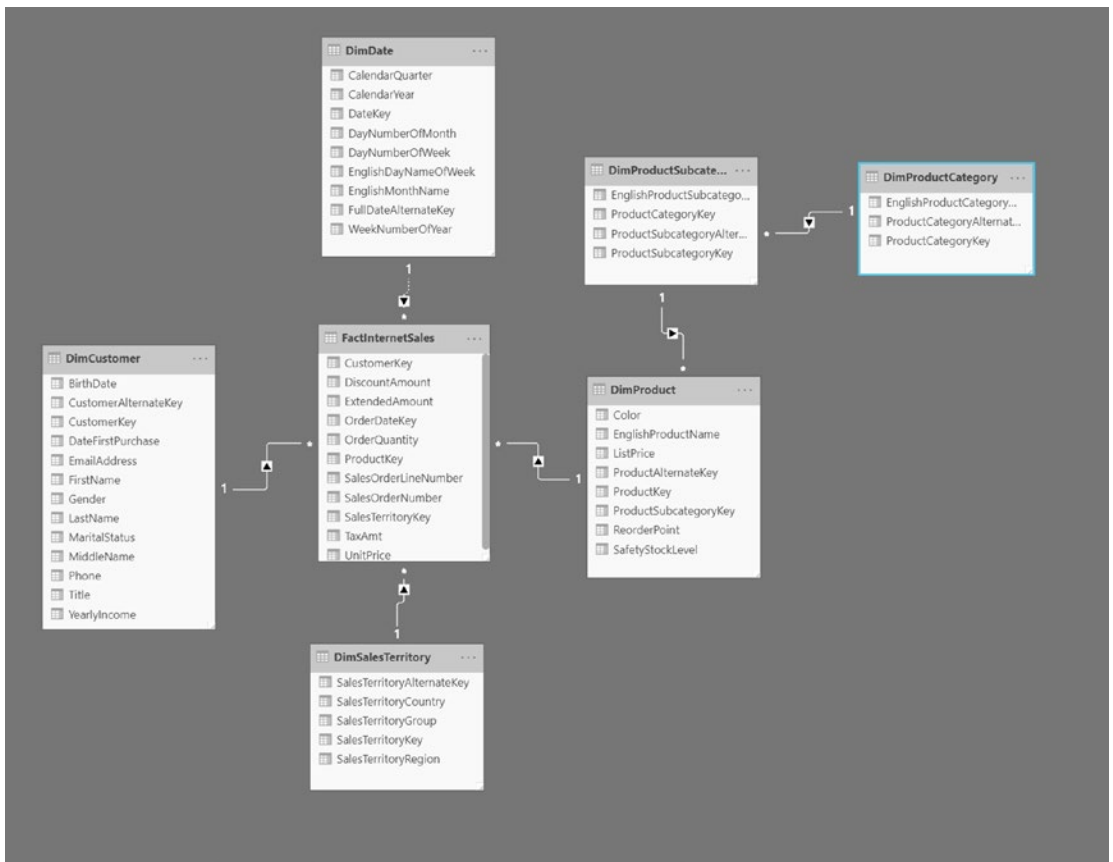 DimDate ...
CalendarQuarter
CalendarYear
DateKey
DayNumberOfMonth
DayNumberOfWeek
EnglishDayNameOfWeek
EnglishMonthName
FullDateAlternateKey
WeekNumberOfYear
1
*
DimProductSubcate... ...
EnglishProductSubcatego...
ProductCategoryKey
ProductSubcategoryAlter...
ProductSubcategoryKey
*
1
DimProductCategory ...
EnglishProductCategory...
ProductCategoryAlternat...
ProductCategoryKey
1
*
DimCustomer ...
BirthDate
CustomerAlternateKey
CustomerKey
DateFirstPurchase
EmailAddress
FirstName
Gender
LastName
MaritalStatus
MiddleName
Phone
Title
YearlyIncome
1
*
FactInternetSales ...
CustomerKey
DiscountAmount
ExtendedAmount
OrderDateKey
OrderQuantity
ProductKey
SalesOrderLineNumber
SalesOrderNumber
SalesTerritoryKey
TaxAmt
UnitPrice
*
1
DimProduct ...
Color
EnglishProductName
ListPrice
ProductAlternateKey
ProductKey
ProductSubcategoryKey
ReorderPoint
SafetyStockLevel
*
1
DimSalesTerritory ...
SalesTerritoryAlternateKey
SalesTerritoryCountry
SalesTerritoryGroup
SalesTerritoryKey
SalesTerritoryRegion